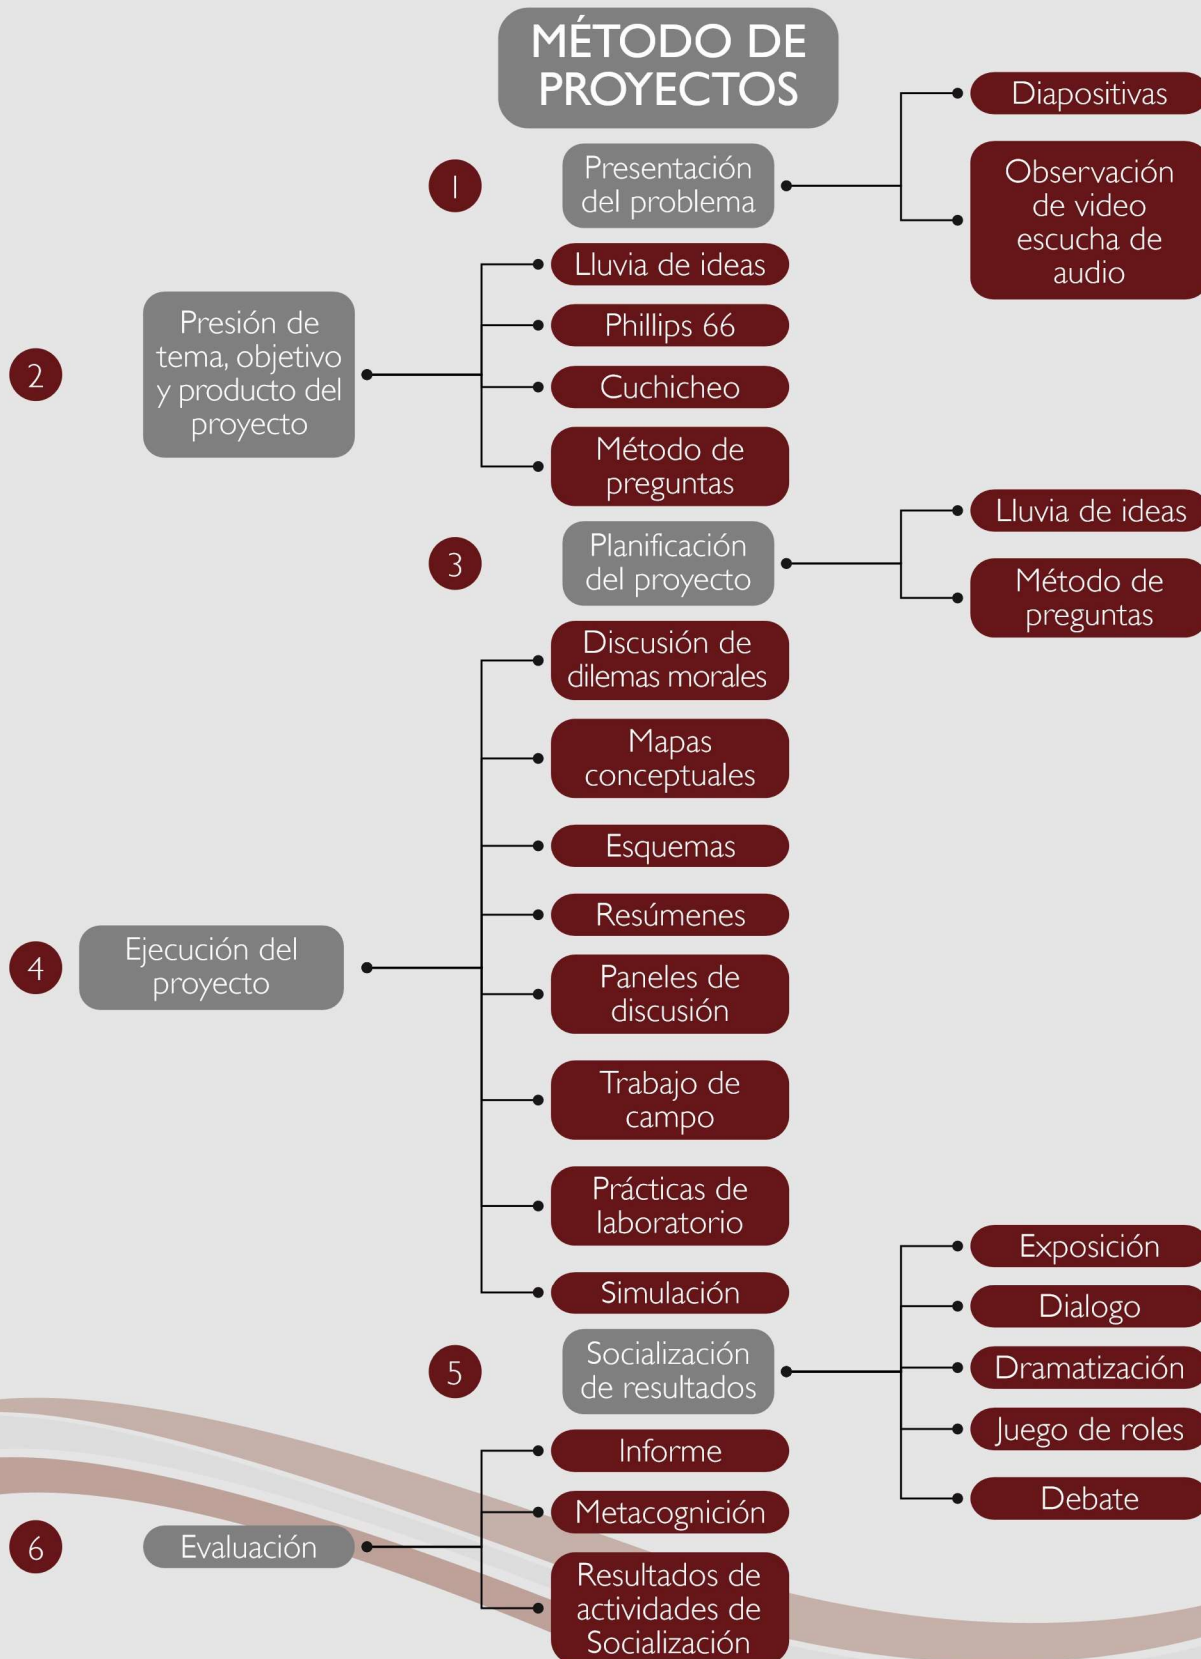 MÉTODO DE
PROYECTOS
1
Presentación
del problema
Diapositivas
Observación
de video
escucha de
audio
2
Presión de
tema, objetivo
y producto del
proyecto
Lluvia de ideas
Phillips 66
Cuchicheo
Método de
preguntas
3
Planificación
del proyecto
Lluvia de ideas
Método de
preguntas
4
Ejecución del
proyecto
Discusión de
dilemas morales
Mapas
conceptuales
Esquemas
Resúmenes
Paneles de
discusión
Trabajo de
campo
Prácticas de
laboratorio
Simulación
5
Socialización
de resultados
Exposición
Dialogo
Dramatización
Juego de roles
Debate
6
Evaluación
Informe
Metacognición
Resultados de
actividades de
Socialización